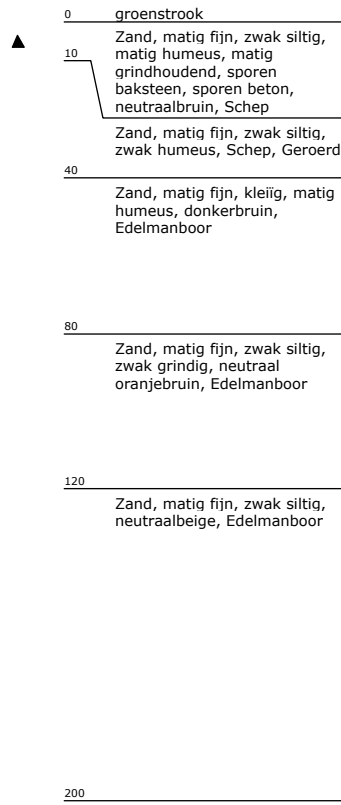 0 groenstrook
Zand, matig fijn, zwak siltig,
matig humeus, matig
10
grindhoudend, sporen
baksteen, sporen beton,
neutraalbruin, Schep
Zand, matig fijn, zwak siltig,
zwak humeus, Schep, Geroerd
40
Zand, matig fijn, kleiïg, matig
humeus, donkerbruin,
Edelmanboor
80
Zand, matig fijn, zwak siltig,
zwak grindig, neutraal
oranjebruin, Edelmanboor
120
Zand, matig fijn, zwak siltig,
neutraalbeige, Edelmanboor
200